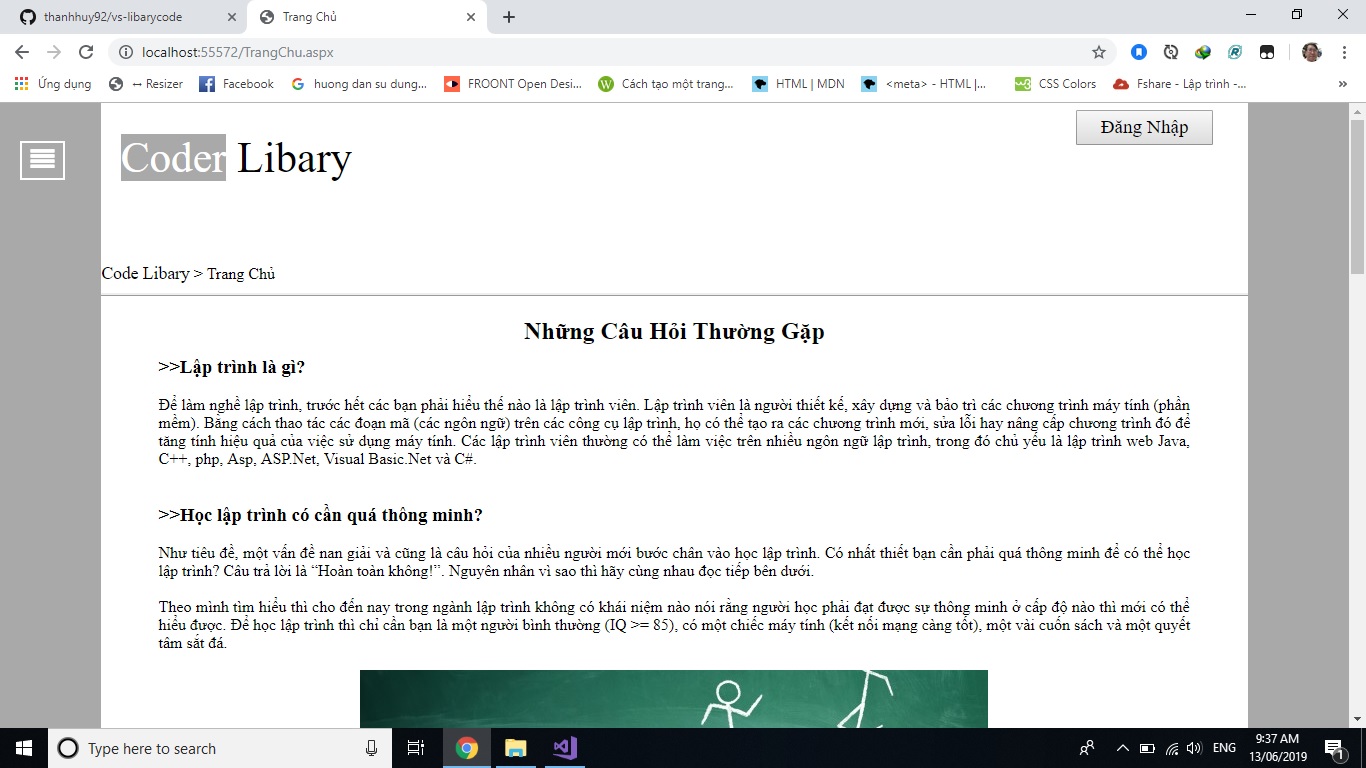 thanhhuy92/vs-libarycode
Trang Chủ
localhost:55572/TrangChu.aspx
Ứng dụng
↔ Resizer
Facebook
huong dan su dung...
FROONT Open Desi...
Cách tạo một trang...
HTML | MDN
<meta> - HTML |...
CSS Colors
Fshare - Lập trình -...
»
Đăng Nhập
Coder Libary
Code Libary > Trang Chủ
Những Câu Hỏi Thường Gặp
>>Lập trình là gì?
Để làm nghề lập trình, trước hết các bạn phải hiểu thế nào là lập trình viên. Lập trình viên là người thiết kế, xây dựng và bảo trì các chương trình máy tính (phần
mềm). Bằng cách thao tác các đoạn mã (các ngôn ngữ) trên các công cụ lập trình, họ có thể tạo ra các chương trình mới, sửa lỗi hay nâng cấp chương trình đó để
tăng tính hiệu quả của việc sử dụng máy tính. Các lập trình viên thường có thể làm việc trên nhiều ngôn ngữ lập trình, trong đó chủ yếu là lập trình web Java,
C++, php, Asp, ASP.Net, Visual Basic.Net và C#.
>>Học lập trình có cần quá thông minh?
Như tiêu đề, một vấn đề nan giải và cũng là câu hỏi của nhiều người mới bước chân vào học lập trình. Có nhất thiết bạn cần phải quá thông minh để có thể học
lập trình? Câu trả lời là “Hoàn toàn không!”. Nguyên nhân vì sao thì hãy cùng nhau đọc tiếp bên dưới.
Theo mình tìm hiểu thì cho đến nay trong ngành lập trình không có khái niệm nào nói rằng người học phải đạt được sự thông minh ở cấp độ nào thì mới có thể
hiểu được. Để học lập trình thì chỉ cần bạn là một người bình thường (IQ >= 85), có một chiếc máy tính (kết nối mạng càng tốt), một vài cuốn sách và một quyết
tâm sắt đá.
Type here to search
ENG
9:37 AM
13/06/2019
1